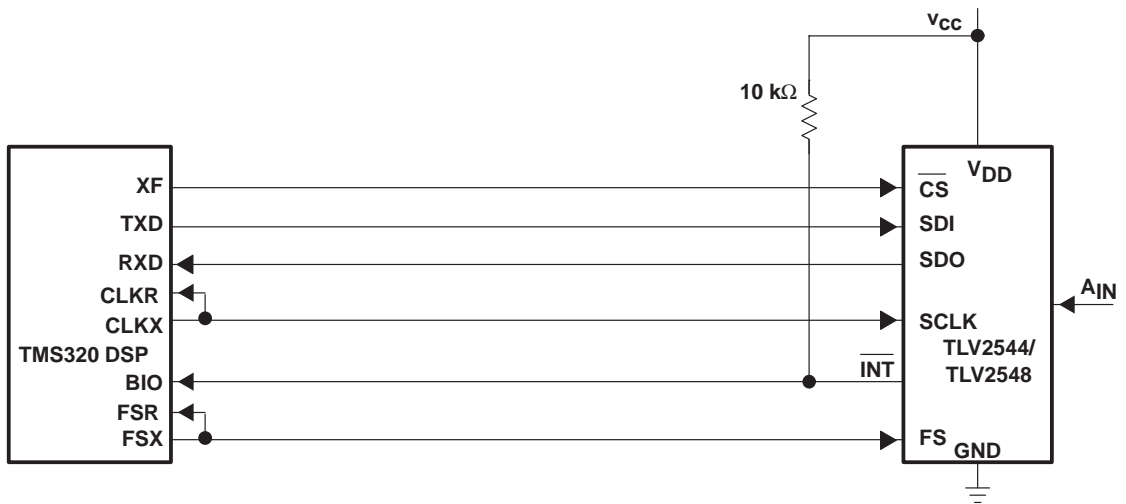 vCC
10 kΩ
VDD
XF
CS
TXD
SDI
RXD
SDO
CLKR
AIN
CLKX
SCLK
TMS320 DSP
TLV2544/
TLV2548
INT
BIO
FSR
FSX
FS
GND